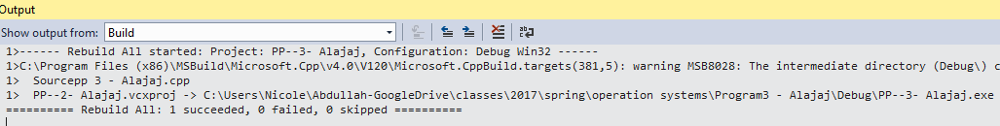 Output
Show output from: Build
1>------ Rebuild All started: Project: PP--3- Alajaj, Configuration: Debug Win32 ------
1>C:\Program Files (x86)\MSBuild\Microsoft.Cpp\v4.0\V120\Microsoft.CppBuild.targets(381,5): warning MSB8028: The intermediate directory (Debug\) c
1>  Sourcepp 3 - Alajaj.cpp
1>  PP--2- Alajaj.vcxproj -> C:\Users\Nicole\Abdullah-GoogleDrive\classes\2017\spring\operation systems\Program3 - Alajaj\Debug\PP--3- Alajaj.exe
========== Rebuild All: 1 succeeded, 0 failed, 0 skipped ==========